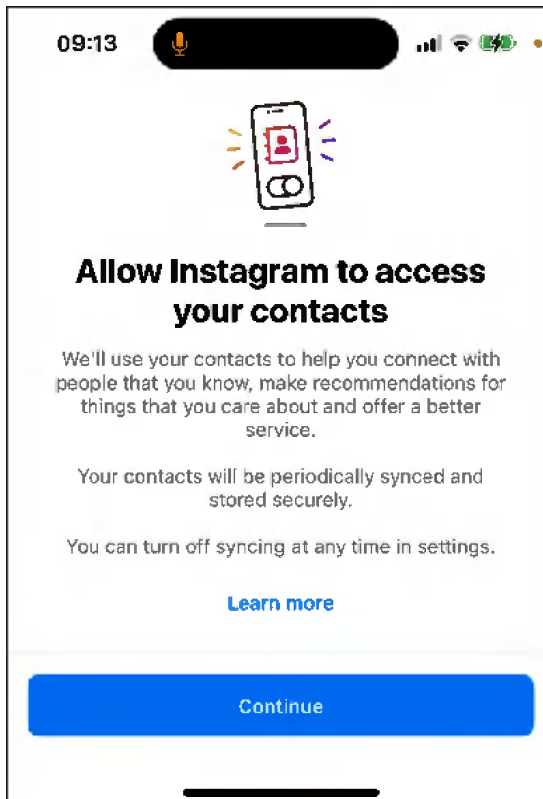 09:13
Allow Instagram to access
your contacts
We'll use your contacts to help you connect with
people that you know, make recommendations for
things that you care about and offer a better
service.
Your contacts will be periodically synced and
stored securely.
You can turn off syncing at any time in settings.
Learn more
Continue